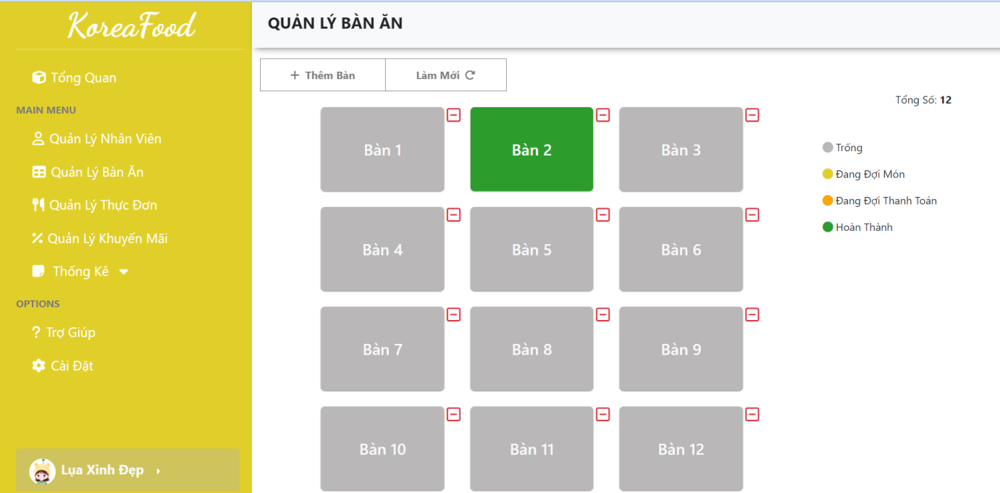 KoreaFood
Tổng Quan
MAIN MENU
Quản Lý Nhân Viên
Quản Lý Bàn Ăn
Quản Lý Thực Đơn
Quản Lý Khuyến Mãi
Thống Kê
OPTIONS
Trợ Giúp
Cài Đặt
Lụa Xinh Đẹp
QUẢN LÝ BÀN ĂN
+ Thêm Bàn
Làm Mới
Bàn 1
Bàn 2
Bàn 3
Bàn 4
Bàn 5
Bàn 6
Bàn 7
Bàn 8
Bàn 9
Bàn 10
Bàn 11
Bàn 12
Tổng Số: 12
Trống
Đang Đợi Món
Đang Đợi Thanh Toán
Hoàn Thành